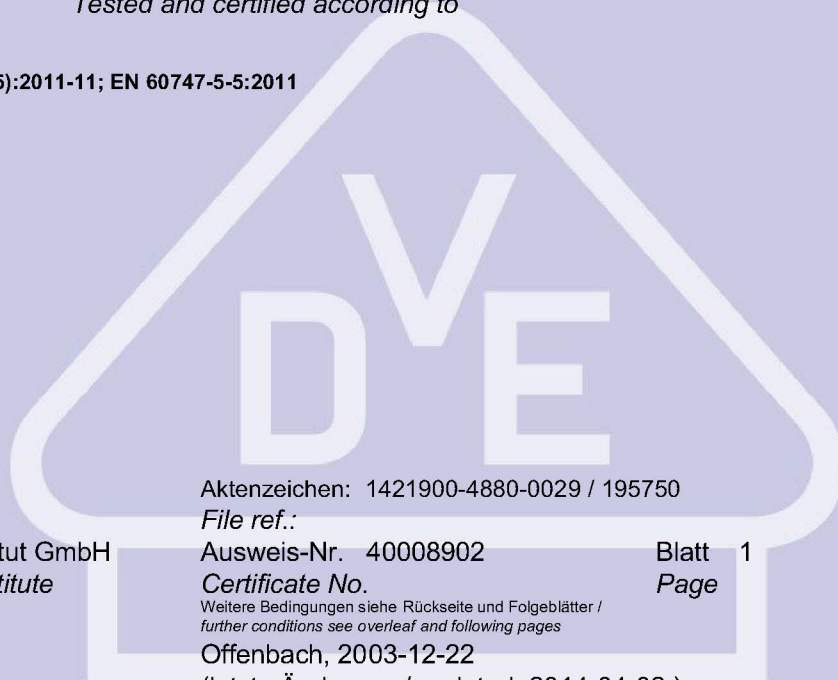 Tested and certified according to
5):2011-11; EN 60747-5-5:2011
V
D E
Aktenzeichen: 1421900-4880-0029 / 195750
File ref.:
tut GmbH Ausweis-Nr. 40008902 Blatt 1
titute Certificate No. Page
Weitere Bedingungen siehe Rückseite und Folgeblätter /
further conditions see overleaf and following pages
Offenbach, 2003-12-22